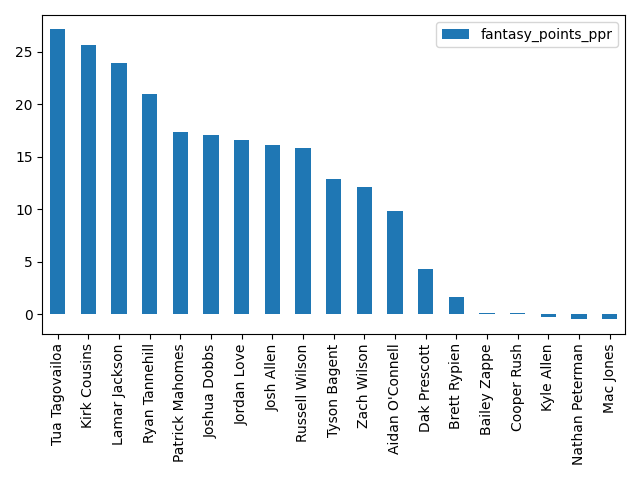 fantasy_points_ppr
25
20
15
10
5
0
Tua Tagovailoa
Kirk Cousins
Lamar Jackson
Ryan Tannehill
Patrick Mahomes
Joshua Dobbs
Jordan Love
Josh Allen
Russell Wilson
Tyson Bagent
Zach Wilson
Aidan O'Connell
Dak Prescott
Brett Rypien
Bailey Zappe
Cooper Rush
Kyle Allen
Nathan Peterman
Mac Jones